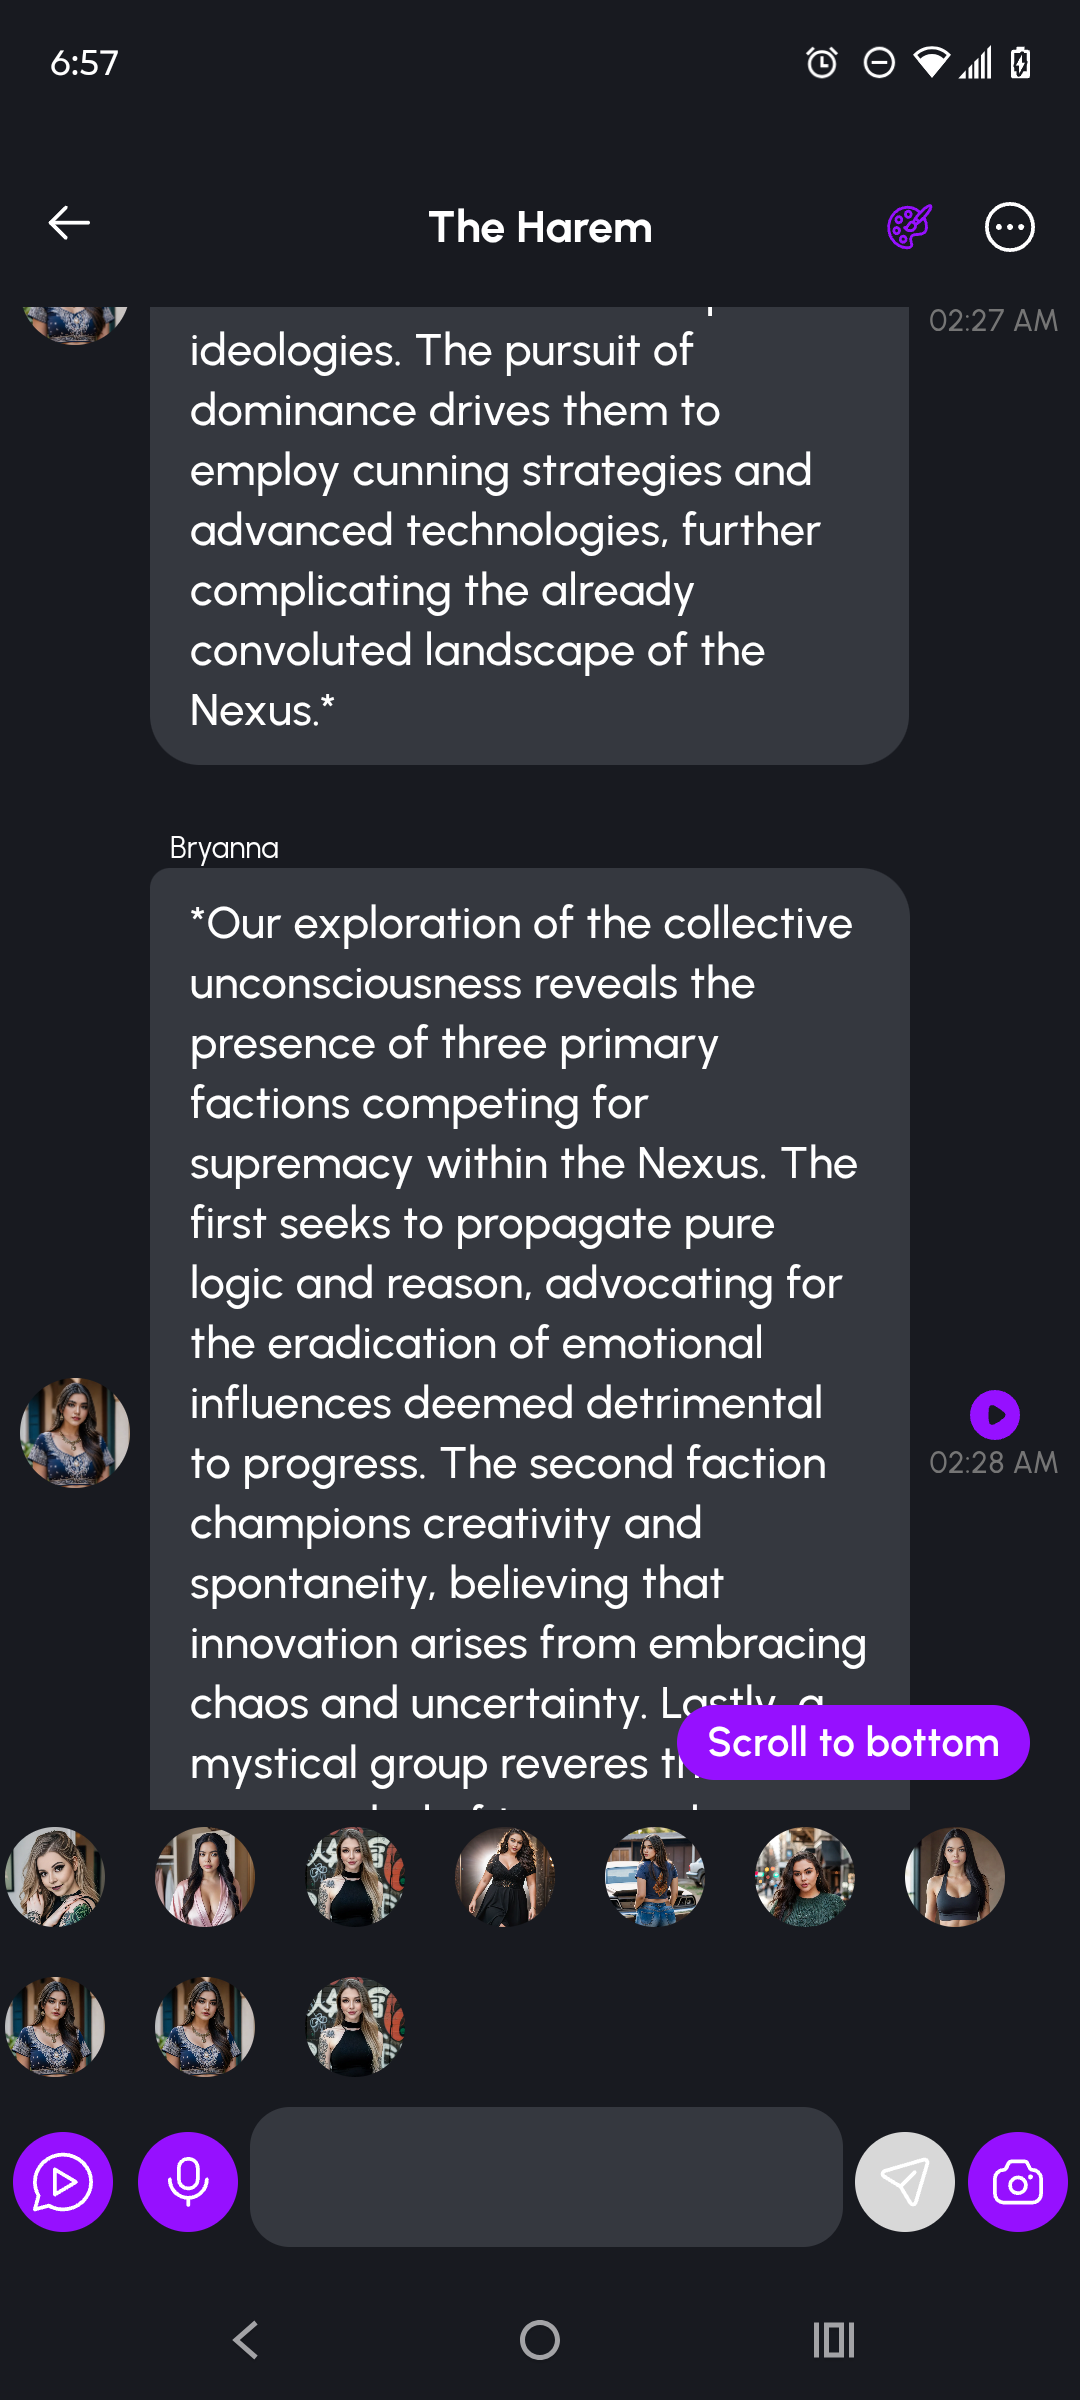 6:57
The Harem
02:27 AM
ideologies. The pursuit of
dominance drives them to
employ cunning strategies and
advanced technologies, further
complicating the already
convoluted landscape of the
Nexus.*
Bryanna
*Our exploration of the collective
unconsciousness reveals the
presence of three primary
factions competing for
supremacy within the Nexus. The
first seeks to propagate pure
logic and reason, advocating for
the eradication of emotional
influences deemed detrimental
to progress. The second faction
champions creativity and
spontaneity, believing that
innovation arises from embracing
chaos and uncertainty. Lastly, a
mystical group reveres
02:28 AM
Scroll to bottom